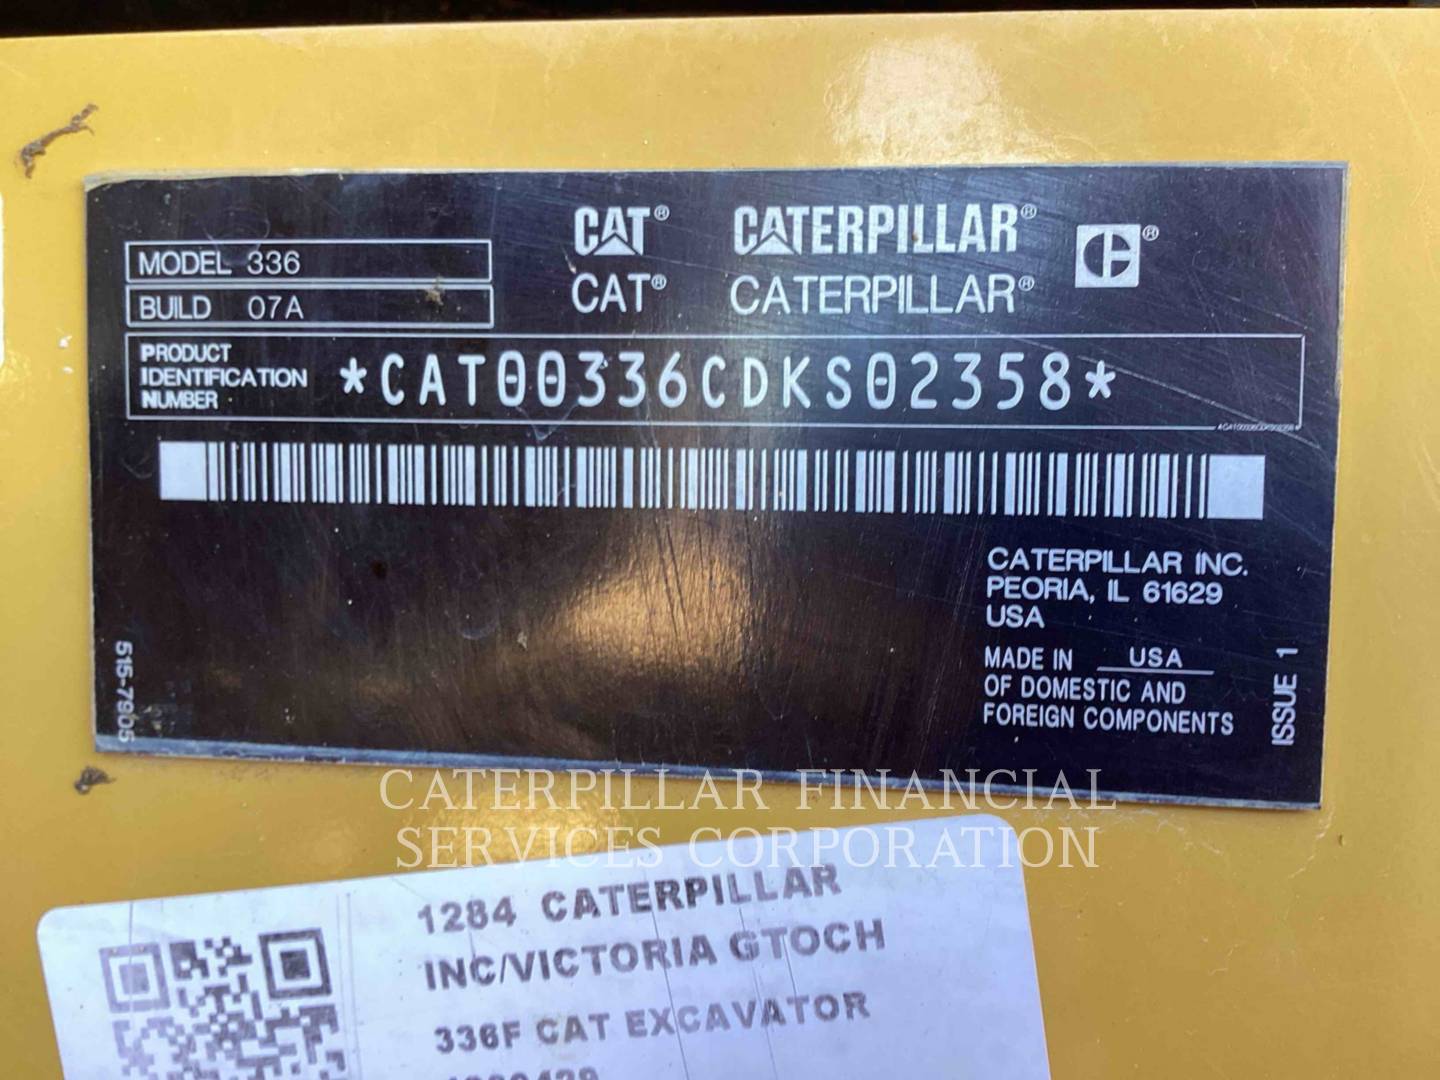 CAT® CATERPILLAR® ®
CAT® CATERPILLAR®
MODEL 336
BUILD 07A
PRODUCT
IDENTIFICATION
NUMBER
*CAT00336CDKS02358*
CATERPILLAR INC.
PEORIA, IL 61629
USA
MADE IN USA
OF DOMESTIC AND
FOREIGN COMPONENTS
ISSUE 1
515-7905
CATERPILLAR FINANCIAL
SERVICES CORPORATION
1284 CATERPILLAR
INC/VICTORIA GTOCH
336F CAT EXCAVATOR